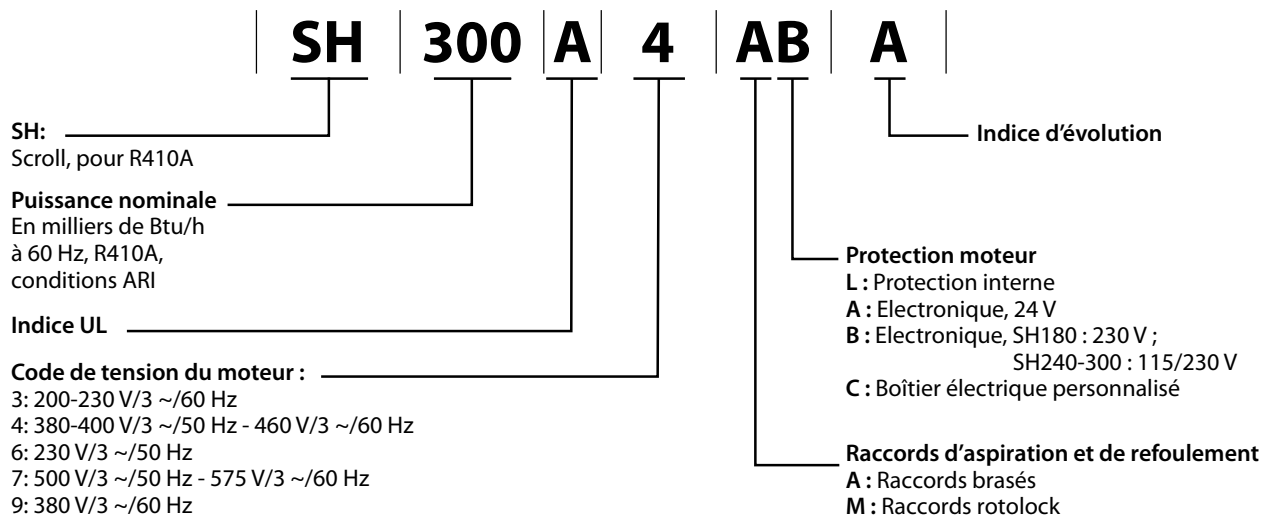 SH 300 A 4 AB A
SH:
Scroll, pour R410A
Puissance nominale
En milliers de Btu/h
à 60 Hz, R410A,
conditions ARI
Indice UL
Code de tension du moteur :
3: 200-230 V/3 ~/60 Hz
4: 380-400 V/3 ~/50 Hz - 460 V/3 ~/60 Hz
6: 230 V/3 ~/50 Hz
7: 500 V/3 ~/50 Hz - 575 V/3 ~/60 Hz
9: 380 V/3 ~/60 Hz
Indice d'évolution
Protection moteur
L : Protection interne
A : Electronique, 24 V
B : Electronique, SH180 : 230 V ;
SH240-300 : 115/230 V
C : Boîtier électrique personnalisé
Raccords d'aspiration et de refoulement
A : Raccords brasés
M : Raccords rotolock